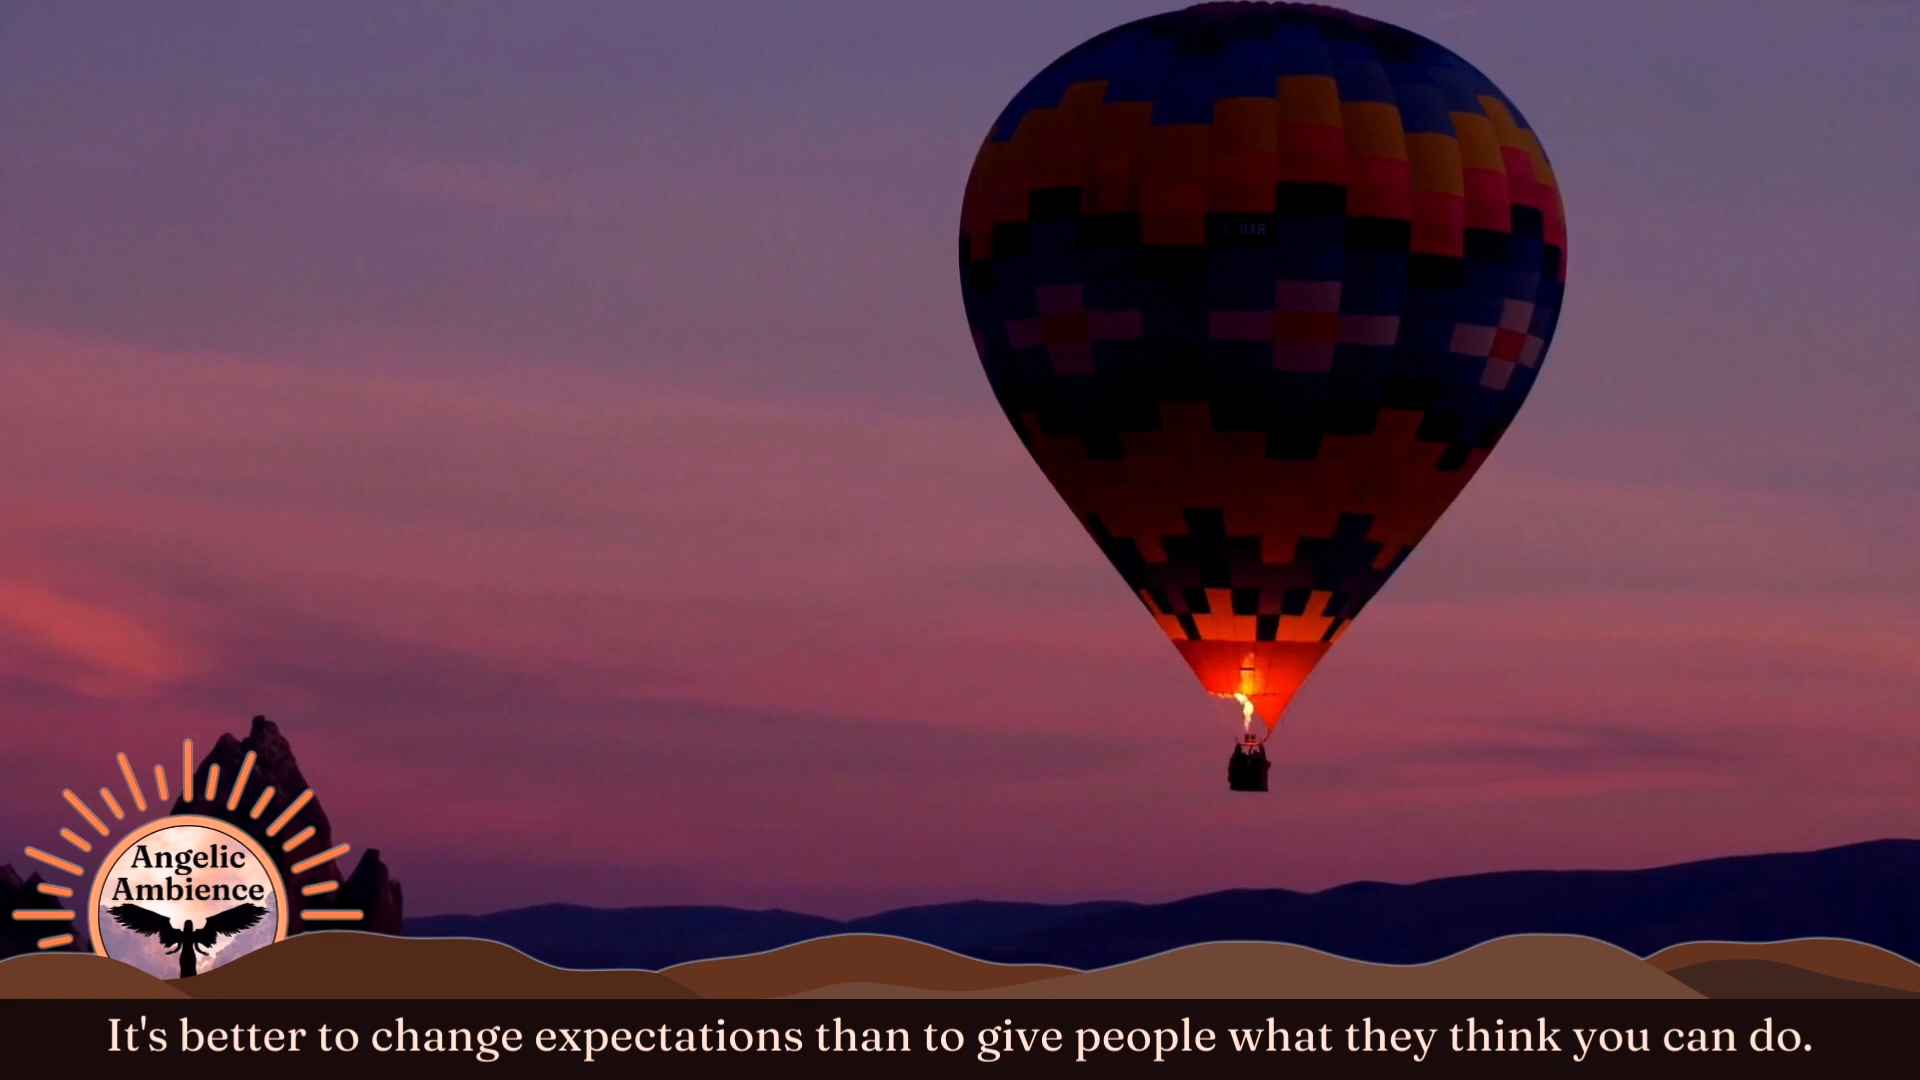 Angelic
Ambience
It's better to change expectations than to give people what they think you can do.